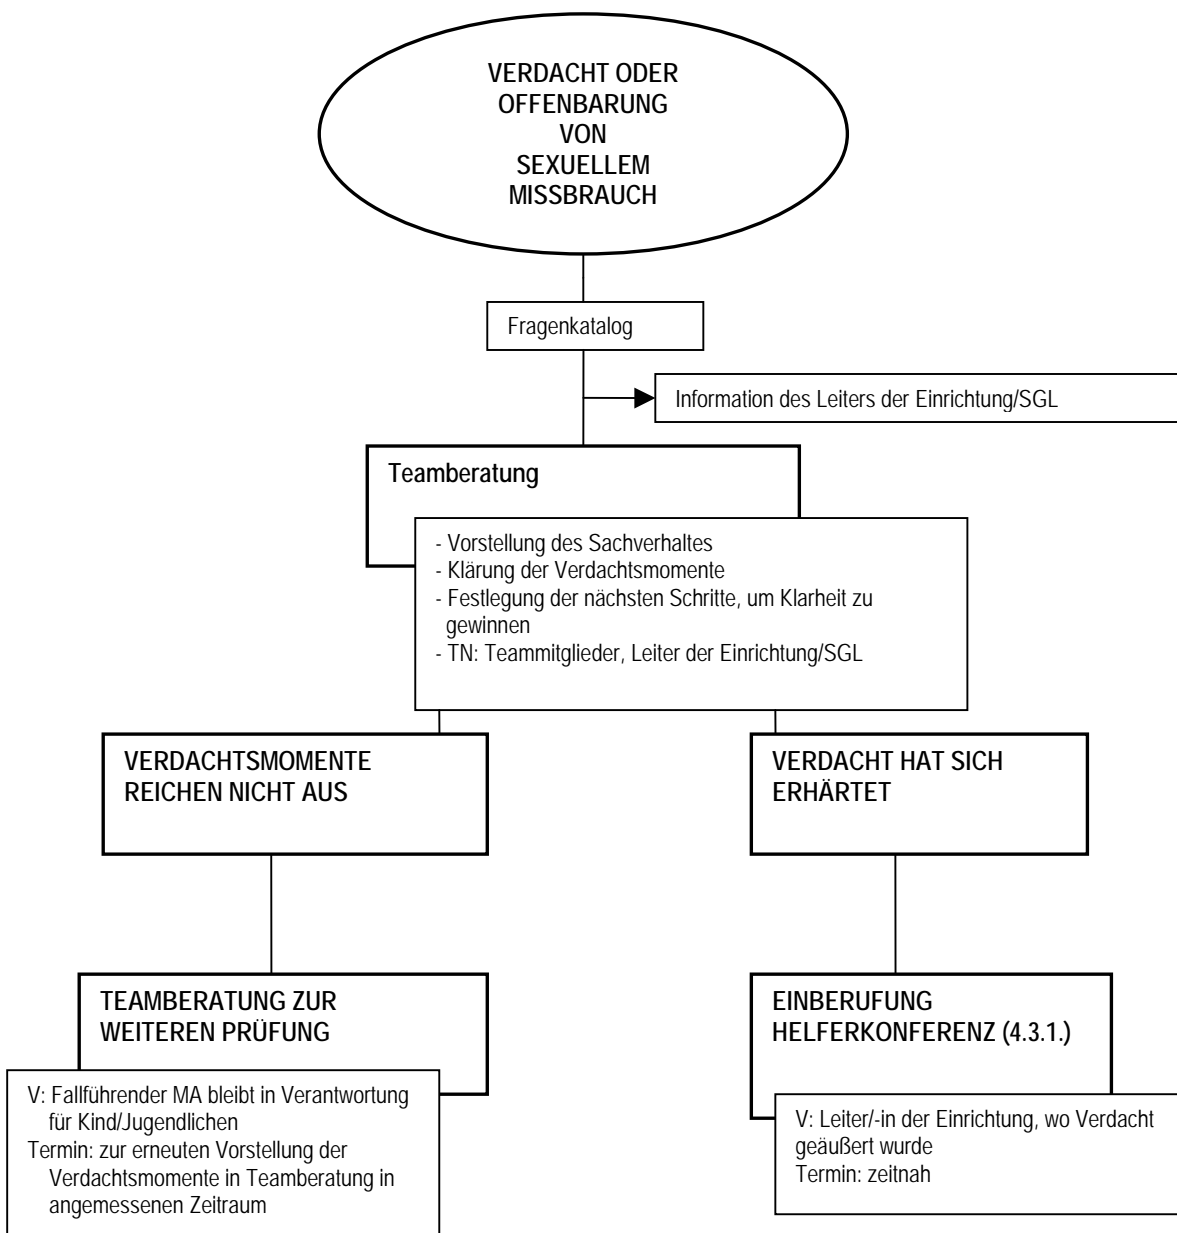 VERDACHT ODER
OFFENBARUNG
VON
SEXUELLEM
MISSBRAUCH
Fragenkatalog
Information des Leiters der Einrichtung/SGL
Teamberatung
- Vorstellung des Sachverhaltes
- Klärung der Verdachtsmomente
- Festlegung der nächsten Schritte, um Klarheit zu
gewinnen
- TN: Teammitglieder, Leiter der Einrichtung/SGL
VERDACHTSMOMENTE
REICHEN NICHT AUS
VERDACHT HAT SICH
ERHÄRTET
TEAMBERATUNG ZUR
WEITEREN PRÜFUNG
V: Fallführender MA bleibt in Verantwortung
für Kind/Jugendlichen
Termin: zur erneuten Vorstellung der
Verdachtsmomente in Teamberatung in
angemessenen Zeitraum
EINBERUFUNG
HELFERKONFERENZ (4.3.1.)
V: Leiter/-in der Einrichtung, wo Verdacht
geäußert wurde
Termin: zeitnah